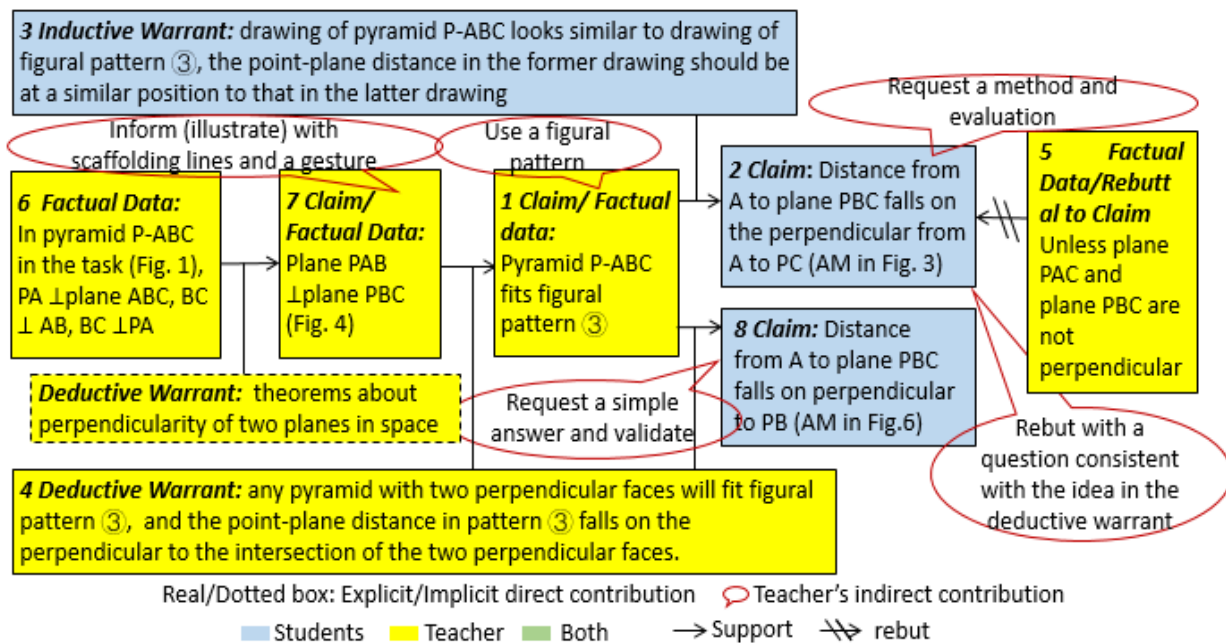 3 Inductive Warrant: drawing of pyramid P-ABC looks similar to drawing of
figural pattern ③, the point-plane distance in the former drawing should be
at a similar position to that in the latter drawing
Request a method and
evaluation
Inform (illustrate) with
scaffolding lines and a gesture
Use a figural
pattern
6 Factual Data:
In pyramid P-ABC
in the task (Fig. 1),
PA ⊥plane ABC, BC
⊥ AB, BC ⊥PA
7 Claim/
Factual Data:
Plane PAB
⊥plane PBC
(Fig. 4)
1 Claim/ Factual
data:
Pyramid P-ABC
fits figural
pattern ③
2 Claim: Distance from
A to plane PBC falls on
the perpendicular from
A to PC (AM in Fig. 3)
5 Factual
Data/Rebutt
al to Claim
Unless plane
PAC and
plane PBC are
not
perpendicular
8 Claim: Distance
from A to plane PBC
falls on perpendicular
to PB (AM in Fig.6)
Deductive Warrant: theorems about
perpendicularity of two planes in space
Request a simple
answer and validate
Rebut with a
question consistent
with the idea in the
deductive warrant
4 Deductive Warrant: any pyramid with two perpendicular faces will fit figural
pattern ③, and the point-plane distance in pattern ③ falls on the
perpendicular to the intersection of the two perpendicular faces.
Real/Dotted box: Explicit/Implicit direct contribution Teacher's indirect contribution
Students Teacher Both Support rebut